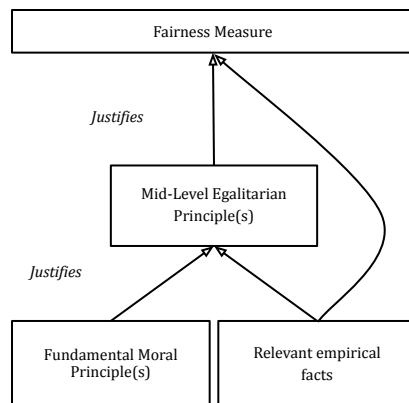 Fairness Measure
Justifies
Mid-Level Egalitarian
Principle(s)
Justifies
Fundamental Moral
Principle(s)
Relevant empirical
facts